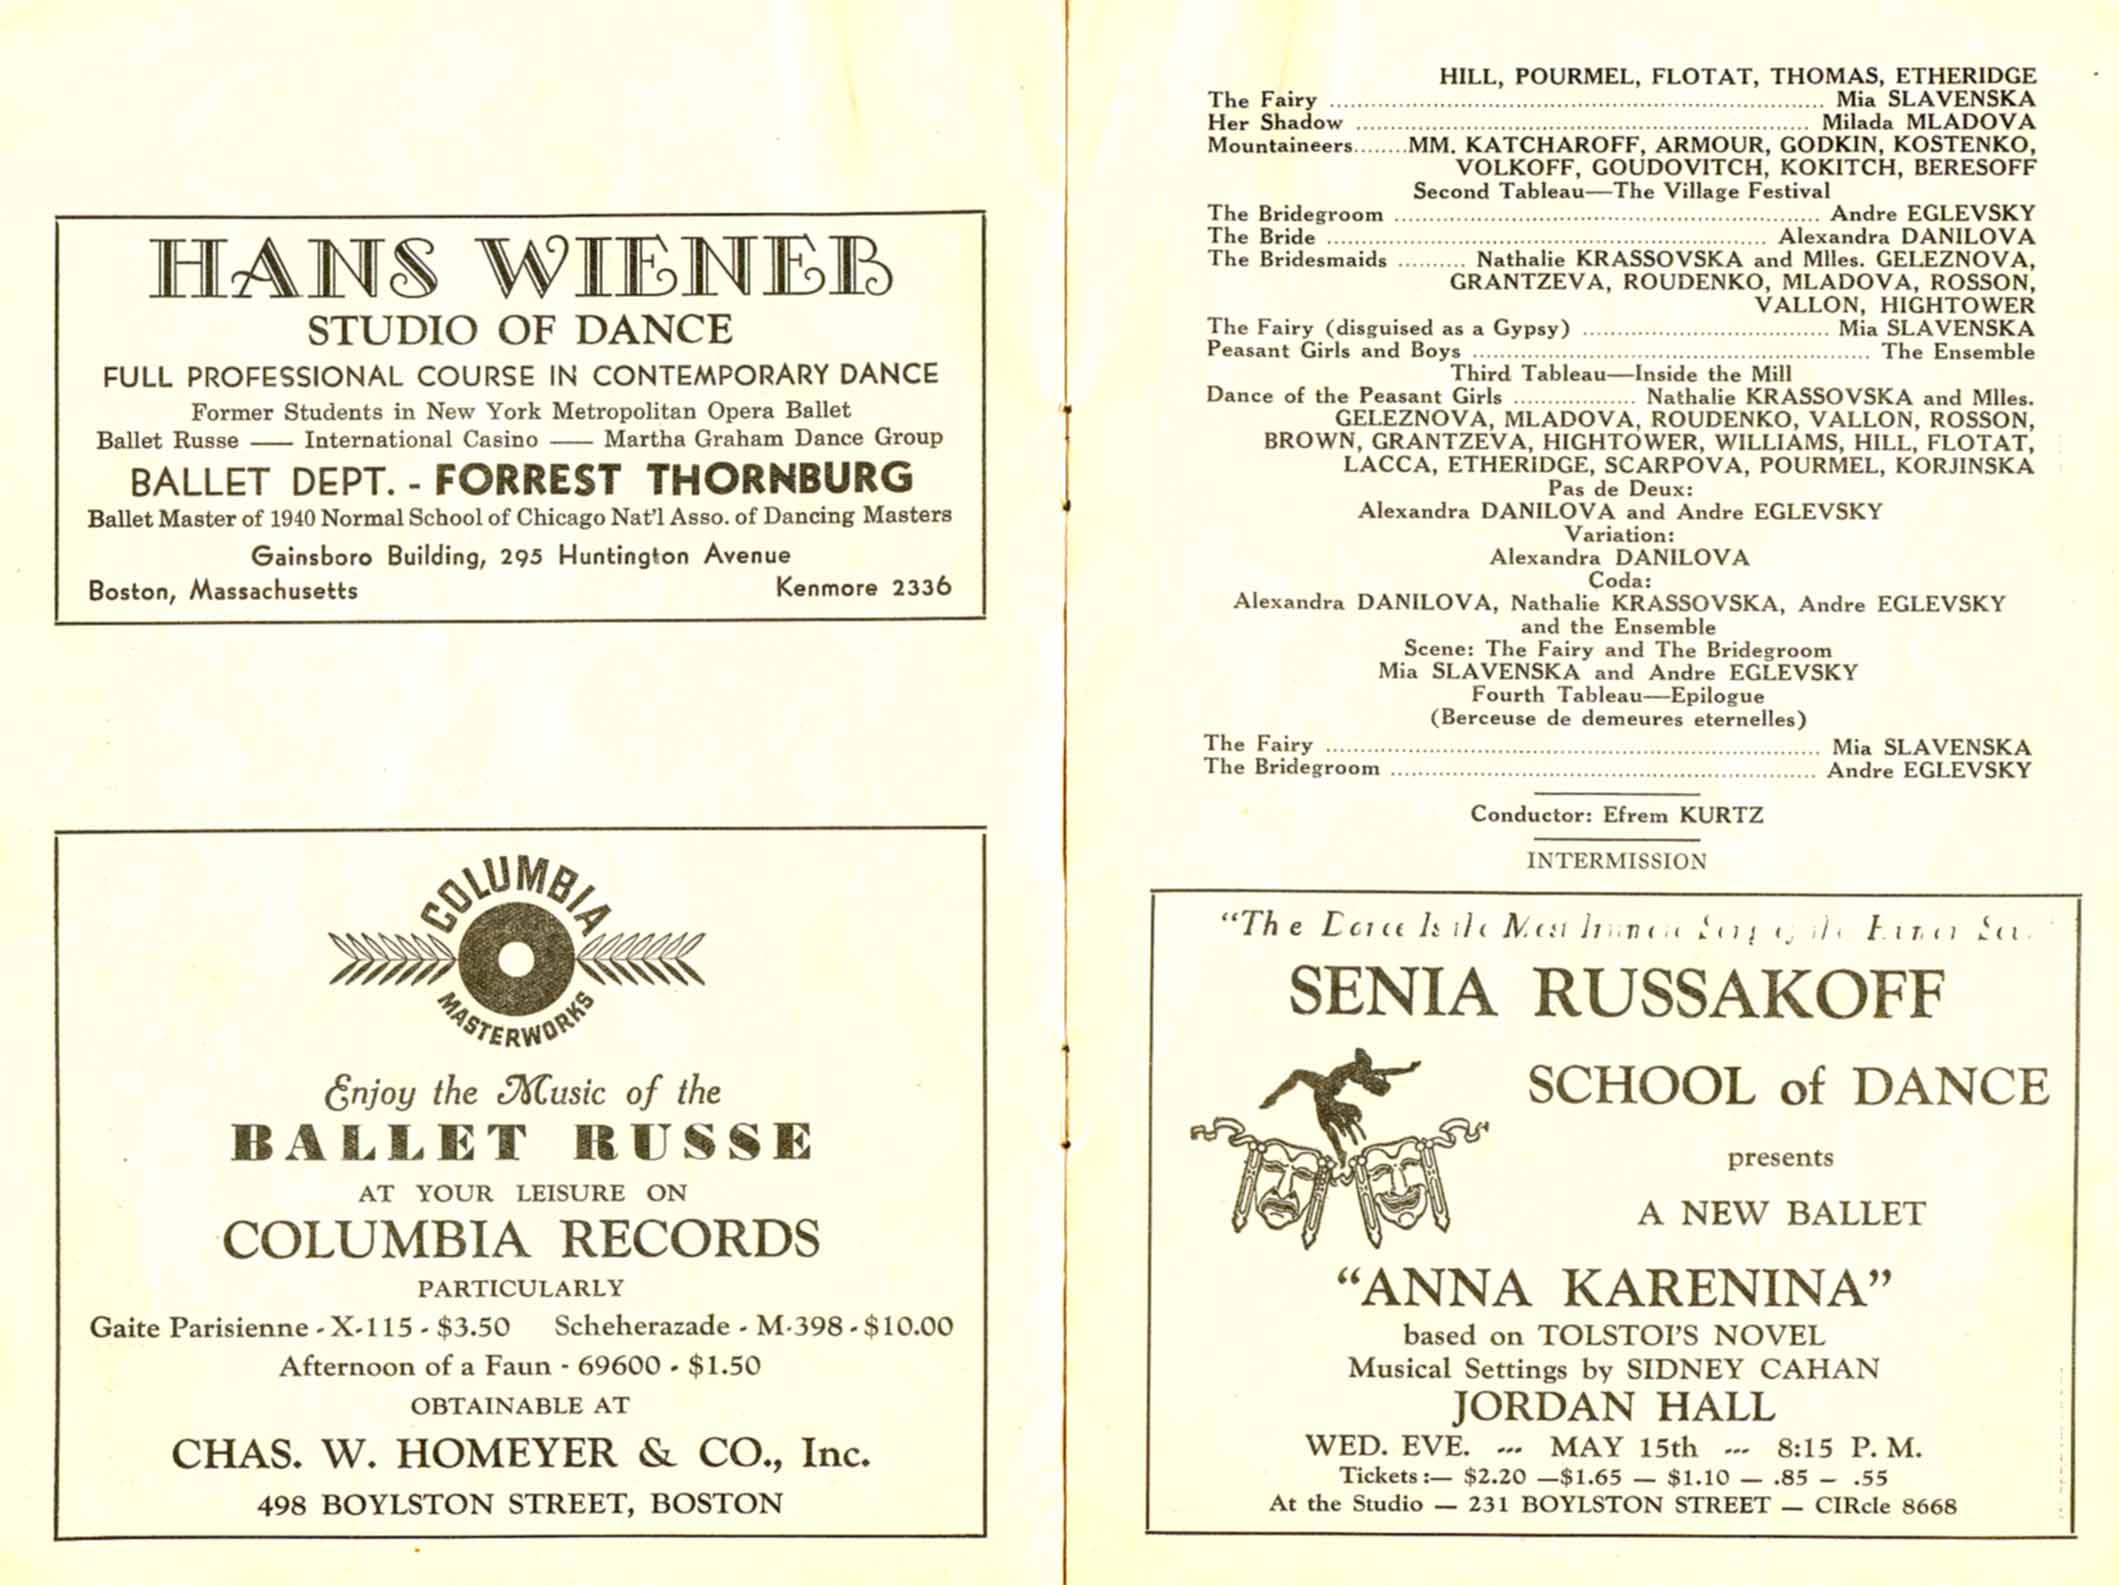 HANS WIENER
STUDIO OF DANCE
FULL PROFESSIONAL COURSE IN CONTEMPORARY DANCE
Former Students in New York Metropolitan Opera Ballet
Ballet Russe —— International Casino —— Martha Graham Dance Group
BALLET DEPT. - FORREST THORNBURG
Ballet Master of 1940 Normal School of Chicago Nat'l Asso. of Dancing Masters
Gainsboro Building, 295 Huntington Avenue
Boston, Massachusetts Kenmore 2336
COLUMBIA
MASTERWORKS
Enjoy the Music of the
BALLET RUSSE
AT YOUR LEISURE ON
COLUMBIA RECORDS
PARTICULARLY
Gaite Parisienne - X-115 - $3.50 Scheherazade - M-398 - $10.00
Afternoon of a Faun - 69600 - $1.50
OBTAINABLE AT
CHAS. W. HOMEYER & CO., Inc.
498 BOYLSTON STREET, BOSTON
HILL, POURMEL, FLOTAT, THOMAS, ETHERIDGE
The Fairy ........ Mia SLAVENSKA
Her Shadow ........ Milada MLADOVA
Mountaineers........MM. KATCHAROFF, ARMOUR, GODKIN, KOSTENKO,
VOLKOFF, GOUDOVITCH, KOKITCH, BERESOFF
Second Tableau—The Village Festival
The Bridegroom ........ Andre EGLEVSKY
The Bride ........ Alexandra DANILOVA
The Bridesmaids .......... Nathalie KRASSOVSKA and Mlles. GELEZNOVA,
GRANTZEVA, ROUDENKO, MLADOVA, ROSSON,
VALLON, HIGHTOWER
The Fairy (disguised as a Gypsy) ........ Mia SLAVENSKA
Peasant Girls and Boys ........ The Ensemble
Third Tableau—Inside the Mill
Dance of the Peasant Girls ........ Nathalie KRASSOVSKA and Mlles.
GELEZNOVA, MLADOVA, ROUDENKO, VALLON, ROSSON,
BROWN, GRANTZEVA, HIGHTOWER, WILLIAMS, HILL, FLOTAT,
LACCA, ETHERIDGE, SCARPOVA, POURMEL, KORJINSKA
Pas de Deux:
Alexandra DANILOVA and Andre EGLEVSKY
Variation:
Alexandra DANILOVA
Coda:
Alexandra DANILOVA, Nathalie KRASSOVSKA, Andre EGLEVSKY
and the Ensemble
Scene: The Fairy and The Bridegroom
Mia SLAVENSKA and Andre EGLEVSKY
Fourth Tableau—Epilogue
(Berceuse de demeures eternelles)
The Fairy ........ Mia SLAVENSKA
The Bridegroom ........ Andre EGLEVSKY
Conductor: Efrem KURTZ
INTERMISSION
"The Dance Is the Most
SENIA RUSSAKOFF
SCHOOL of DANCE
presents
A NEW BALLET
"ANNA KARENINA"
based on TOLSTOI'S NOVEL
Musical Settings by SIDNEY CAHAN
JORDAN HALL
WED. EVE. --- MAY 15th --- 8:15 P. M.
Tickets :— $2.20 —$1.65 — $1.10 — .85 — .55
At the Studio — 231 BOYLSTON STREET — CIRcle 8668